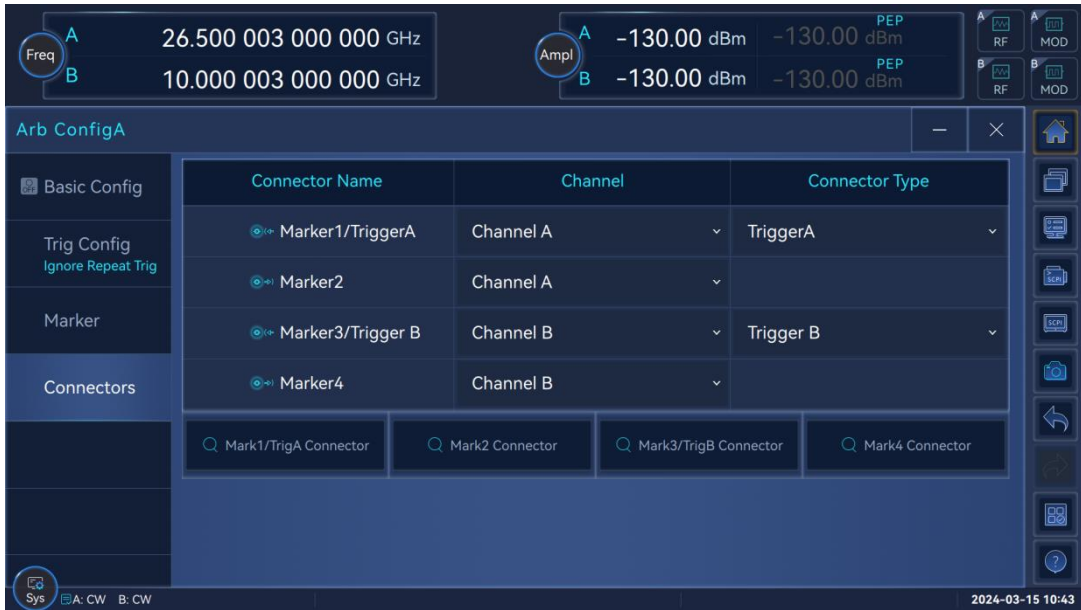 Freq
A 26.500 003 000 000 GHz
B 10.000 003 000 000 GHz
Ampl
A -130.00 dBm PEP -130.00 dBm
B -130.00 dBm PEP -130.00 dBm
A RF
A MOD
B RF
B MOD
Arb ConfigA
OFF Basic Config
Trig Config
Ignore Repeat Trig
Marker
Connectors
Connector Name Channel Connector Type
Marker1/TriggerA Channel A TriggerA
Marker2 Channel A
Marker3/Trigger B Channel B Trigger B
Marker4 Channel B
Mark1/TrigA Connector Mark2 Connector Mark3/TrigB Connector Mark4 Connector
SCPI
SCPI
Sys
A: CW B: CW
2024-03-15 10:43